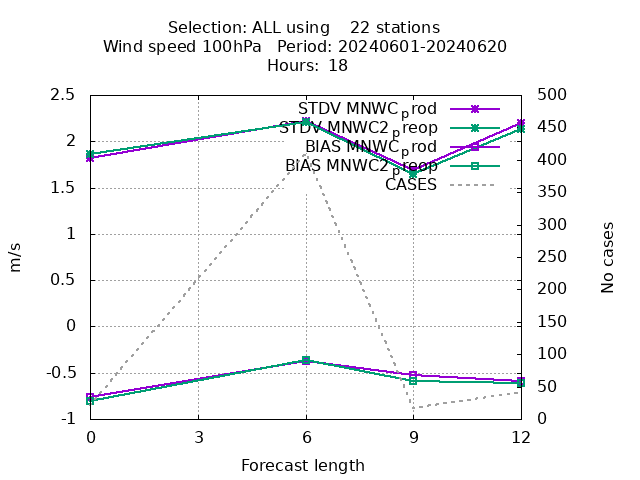 Selection: ALL using 22 stations
Wind speed 100hPa Period: 20240601-20240620
Hours: 18
2.5
2
1.5
1
0.5
0
-0.5
-1
500
450
400
350
300
250
200
150
100
50
0
STDV MNWC_prod
STDV MNWC2_preop
BIAS MNWC_prod
BIAS MNWC2_preop
CASES
m/s
No cases
0 3 6 9 12
Forecast length